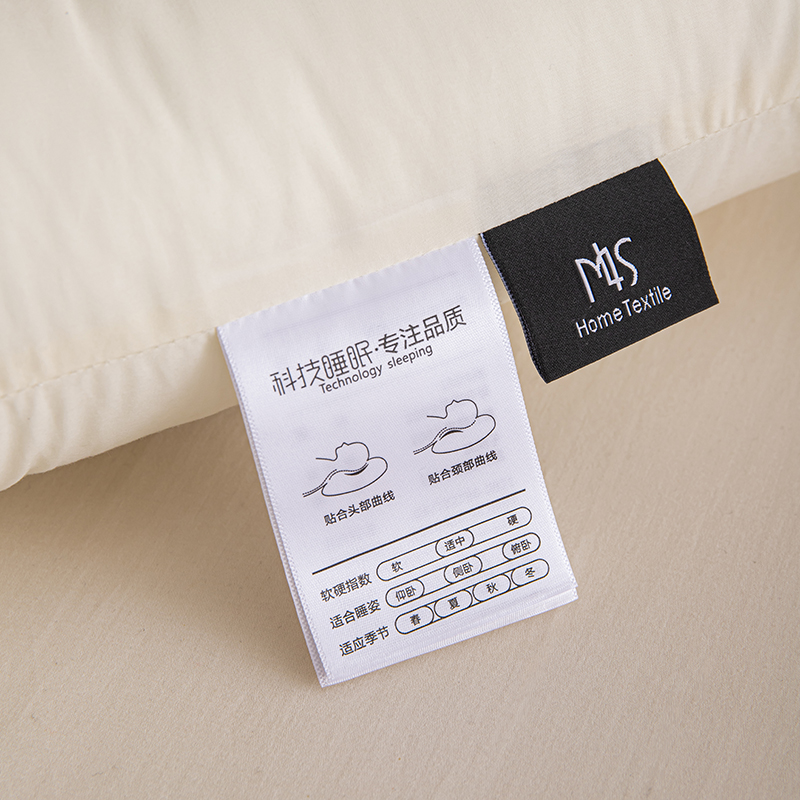 M4S
Home Textile
科技睡眠·专注品质
Technology sleeping
贴合头部曲线
贴合颈部曲线
软硬指数 软 适中 硬
适合睡姿 仰卧 侧卧 俯卧
适应季节 春 夏 秋 冬